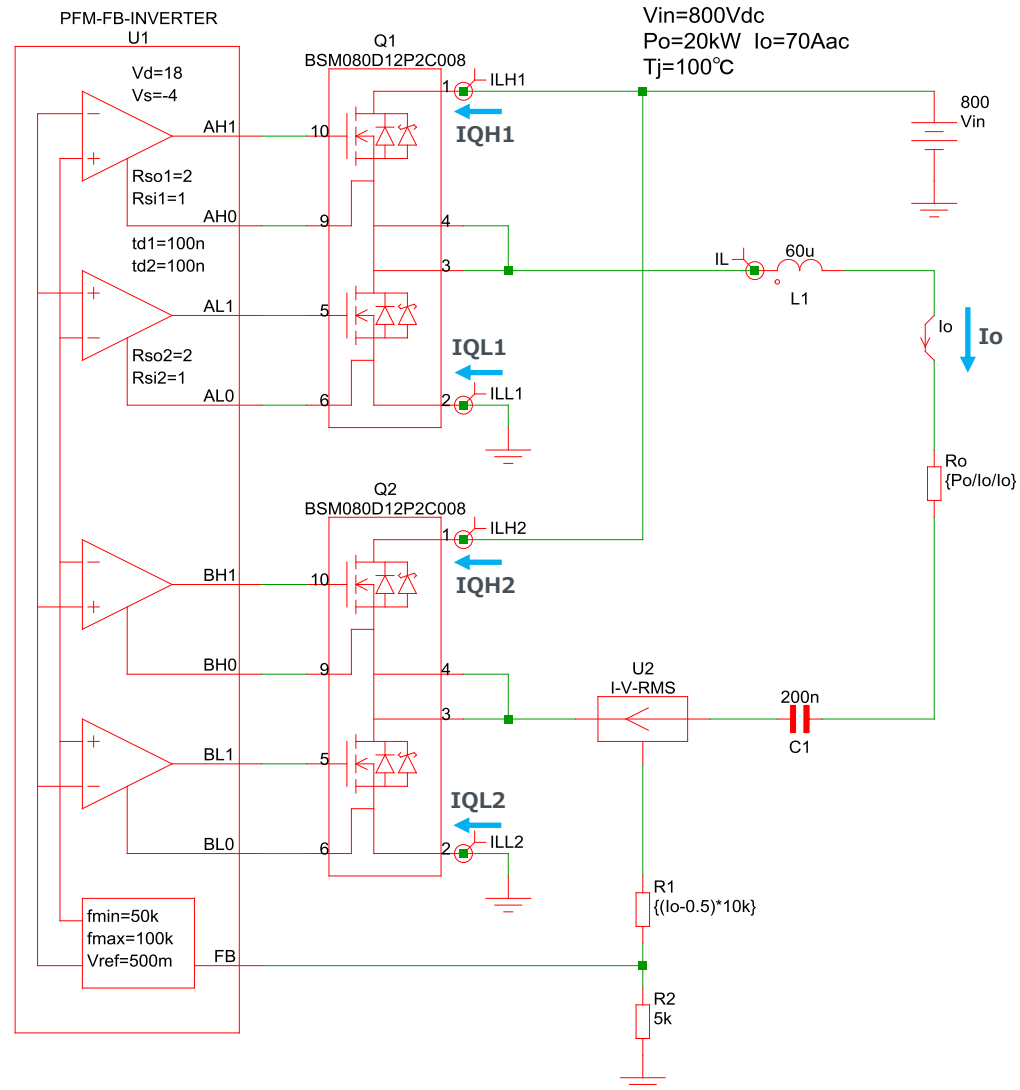 PFM-FB-INVERTER
U1
Vd=18
Vs=-4
AH1
Rso1=2
Rsi1=1
AH0
td1=100n
td2=100n
AL1
Rso2=2
Rsi2=1
AL0
BH1
BH0
BL1
BL0
fmin=50k
fmax=100k
Vref=500m
FB
Q1
BSM080D12P2C008
1
10
9
4
3
5
6
2
ILH1
IQH1
IQL1
ILL1
Q2
BSM080D12P2C008
1
10
9
4
3
5
6
2
ILH2
IQH2
IQL2
ILL2
Vin=800Vdc
Po=20kW Io=70Aac
Tj=100℃
800
Vin
IL
60u
L1
Io
Io
Ro
{Po/Io/Io}
U2
I-V-RMS
200n
C1
R1
{(Io-0.5)*10k}
R2
5k